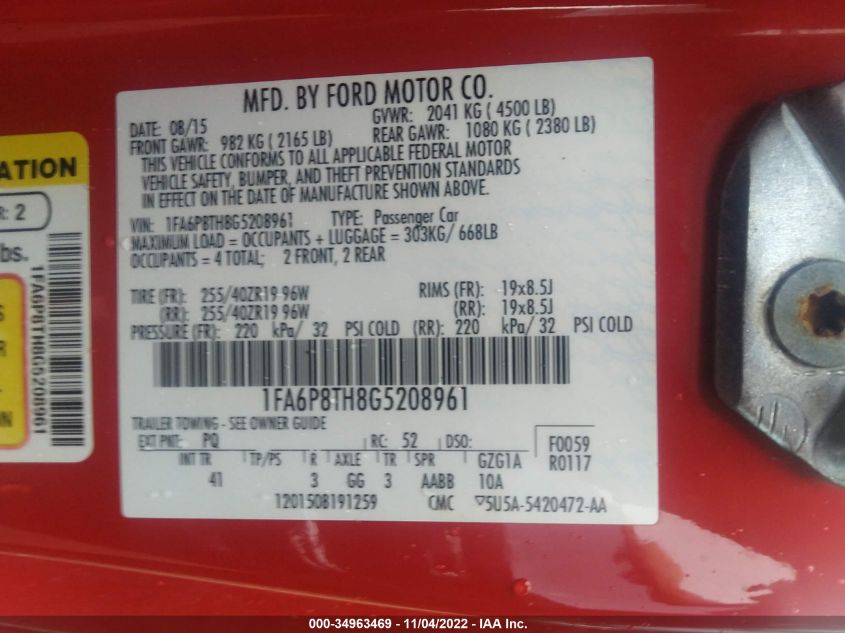 MFD. BY FORD MOTOR CO.
DATE: 08/15 GVWR: 2041 KG ( 4500 LB)
FRONT GAWR: 982 KG ( 2165 LB) REAR GAWR: 1080 KG ( 2380 LB)
THIS VEHICLE CONFORMS TO ALL APPLICABLE FEDERAL MOTOR
VEHICLE SAFETY, BUMPER, AND THEFT PREVENTION STANDARDS
IN EFFECT ON THE DATE OF MANUFACTURE SHOWN ABOVE.
VIN: 1FA6P8TH8G5208961 TYPE: Passenger Car
MAXIMUM LOAD = OCCUPANTS + LUGGAGE = 303KG/ 668LB
OCCUPANTS = 4 TOTAL; 2 FRONT, 2 REAR
TIRE (FR): 255/40ZR19 96W RIMS (FR): 19x8.5J
(RR): 255/40ZR19 96W (RR): 19x8.5J
PRESSURE (FR): 220 kPa/ 32 PSI COLD (RR): 220 kPa/ 32 PSI COLD
1FA6P8TH8G5208961
TRAILER TOWING - SEE OWNER GUIDE
EXT PNT: PQ RC: 52 DSO: F0059
R0117
INT TR TP/PS R AXLE TR SPR GZG1A
41 3 GG 3 AABB 10A
1201508191259 CMC 5U5A-5420472-AA
ATION
R: 2
bs.
1FA6P8TH8G5208961
S
R
ON
000-34963469 - 11/04/2022 - IAA Inc.